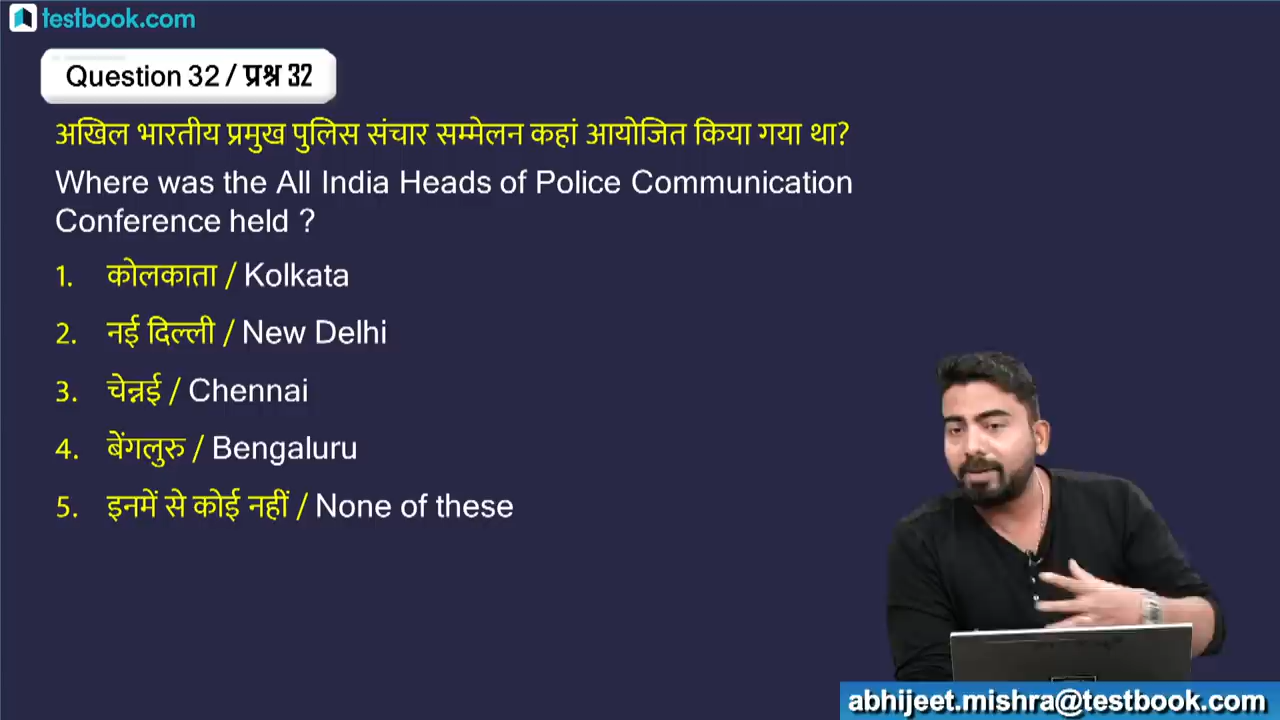 testbook.com
Question 32 / प्रश्न 32
अखिल भारतीय प्रमुख पुलिस संचार सम्मेलन कहां आयोजित किया गया था?
Where was the All India Heads of Police Communication
Conference held ?
1. कोलकाता / Kolkata
2. नई दिल्ली / New Delhi
3. चेन्नई / Chennai
4. बेंगलुरु / Bengaluru
5. इनमें से कोई नहीं / None of these
abhijeet.mishra@testbook.com